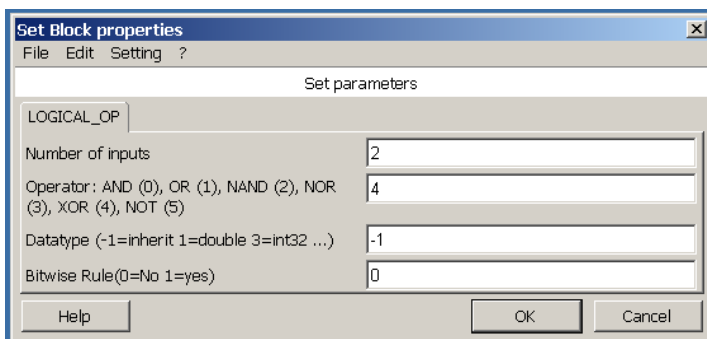 Set Block properties
File Edit Setting ?
Set parameters
LOGICAL_OP
Number of inputs
2
Operator: AND (0), OR (1), NAND (2), NOR
(3), XOR (4), NOT (5)
4
Datatype (-1=inherit 1=double 3=int32 ...)
-1
Bitwise Rule(0=No 1=yes)
0
Help OK Cancel